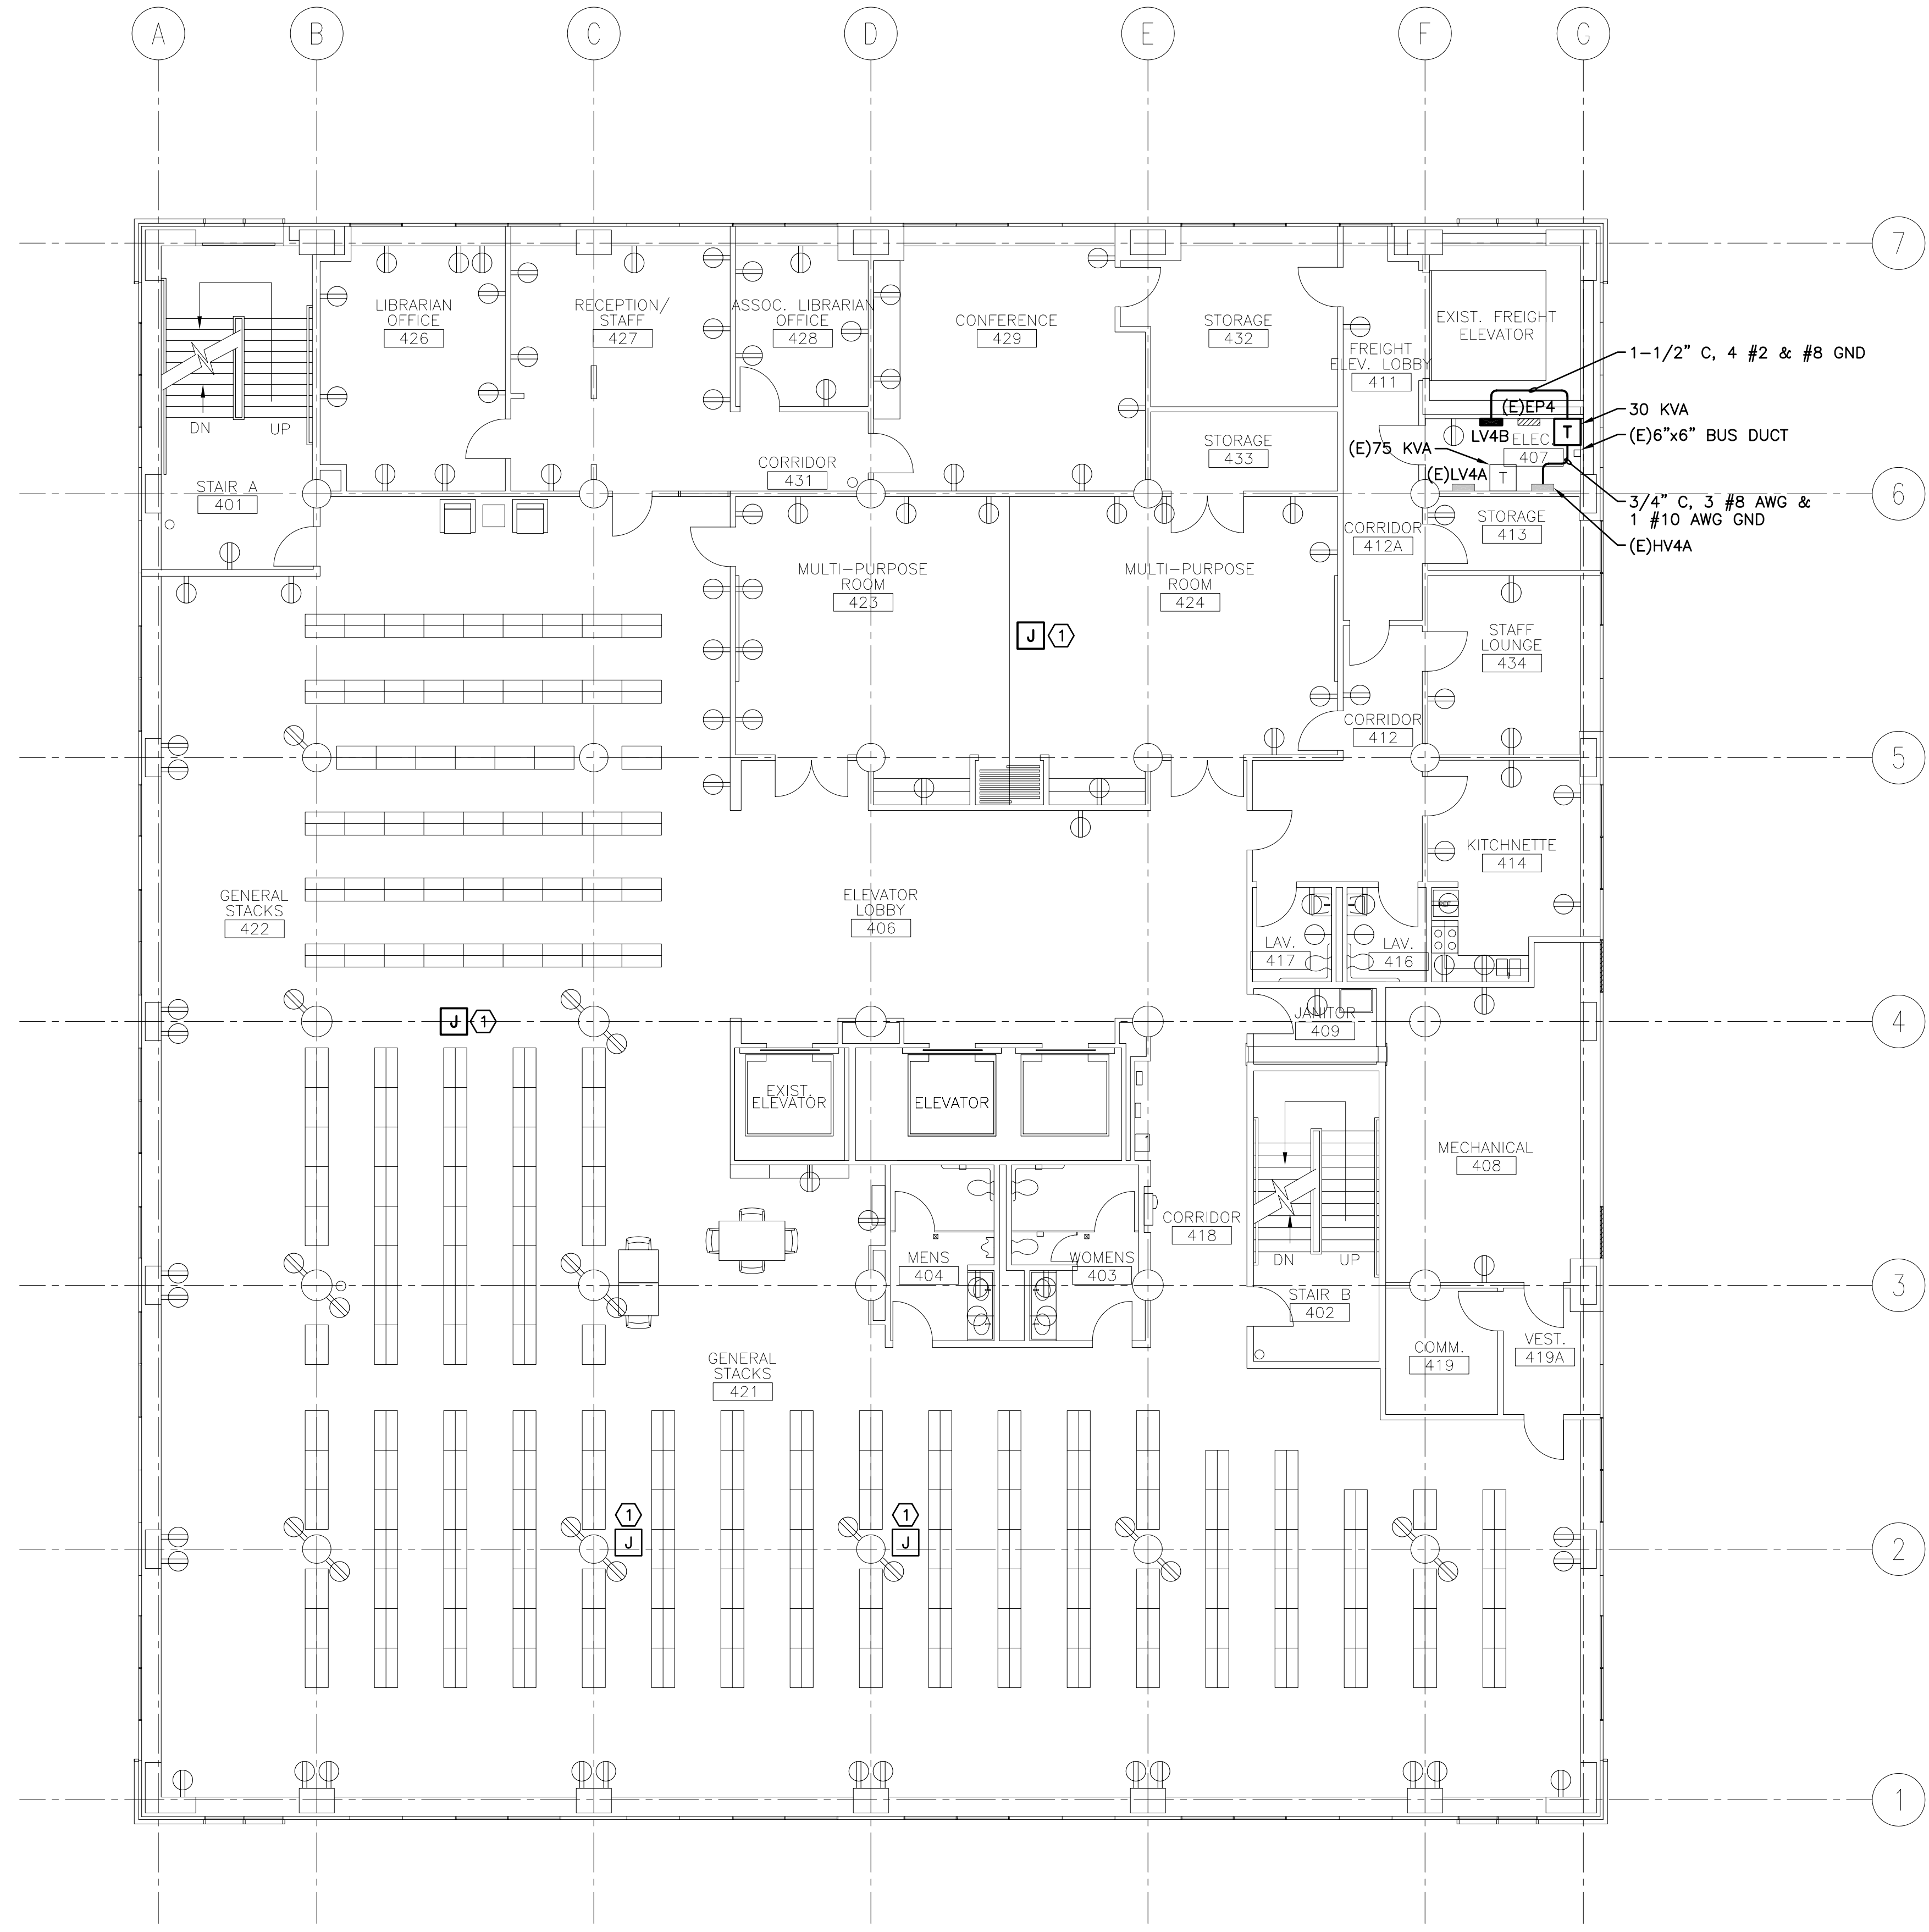 A
B
C
D
E
F
G
7
LIBRARIAN
OFFICE
426
RECEPTION/
STAFF
427
ASSOC. LIBRARIAN
OFFICE
428
CONFERENCE
429
STORAGE
432
FREIGHT
ELEV. LOBBY
411
EXIST. FREIGHT
ELEVATOR
1-1/2" C, 4 #2 & #8 GND
(E)EP4
30 KVA
T
LV4B
ELEC.
407
(E)6"x6" BUS DUCT
(E)75 KVA
(E)LV4A
T
DN
UP
STORAGE
433
CORRIDOR
431
STAIR A
401
6
3/4" C, 3 #8 AWG &
1 #10 AWG GND
(E)HV4A
STORAGE
413
CORRIDOR
412A
MULTI-PURPOSE
ROOM
423
MULTI-PURPOSE
ROOM
424
J
1
STAFF
LOUNGE
434
CORRIDOR
412
5
KITCHNETTE
414
GENERAL
STACKS
422
ELEVATOR
LOBBY
406
REF
LAV.
417
LAV.
416
J
1
JANITOR
409
4
EXIST.
ELEVATOR
ELEVATOR
MECHANICAL
408
CORRIDOR
418
DN
UP
MENS
404
WOMENS
403
3
STAIR B
402
COMM.
419
VEST.
419A
GENERAL
STACKS
421
1
J
1
J
2
1